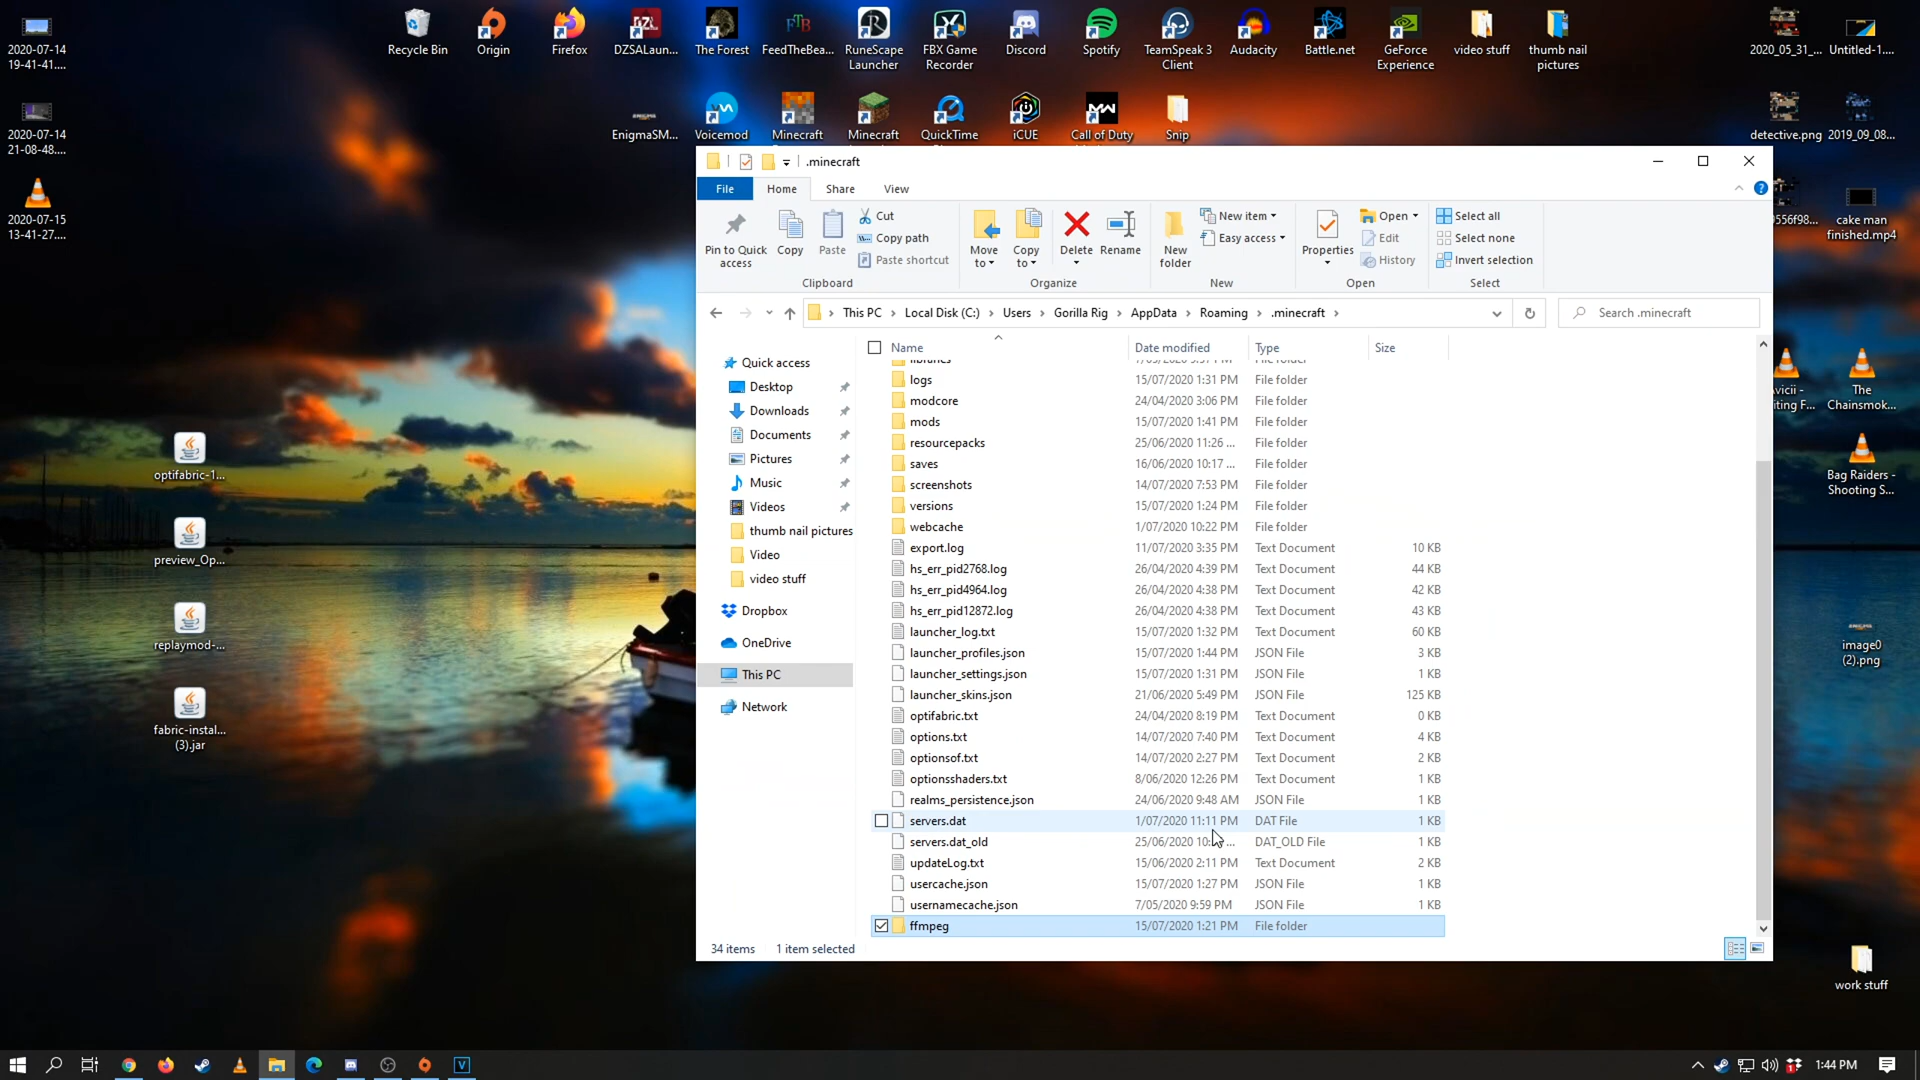 2020-07-14
19-41-41....
Recycle Bin
Origin
Firefox
DZSALaun...
The Forest
FeedTheBea...
RuneScape
Launcher
FBX Game
Recorder
Discord
Spotify
TeamSpeak 3
Client
Audacity
Battle.net
GeForce
Experience
video stuff
thumb nail
pictures
2020_05_31_...
Untitled-1....
2020-07-14
21-08-48....
EnigmaSM...
Voicemod
Minecraft
Minecraft
QuickTime
iCUE
Call of Duty
Snip
detective.png
2019_09_08...
2020-07-15
13-41-27....
.minecraft
File
Home
Share
View
Pin to Quick
access
Copy
Paste
Cut
Copy path
Paste shortcut
Clipboard
Move
to
Copy
to
Delete
Rename
Organize
New
folder
New item
Easy access
New
Properties
Open
Edit
History
Open
Select all
Select none
Invert selection
Select
556f98...
cake man
finished.mp4
This PC
Local Disk (C:)
Users
Gorilla Rig
AppData
Roaming
.minecraft
Search .minecraft
Name
Date modified
Type
Size
Quick access
Desktop
Downloads
Documents
Pictures
Music
Videos
thumb nail pictures
Video
video stuff
Dropbox
OneDrive
This PC
Network
logs 15/07/2020 1:31 PM File folder
modcore 24/04/2020 3:06 PM File folder
mods 15/07/2020 1:41 PM File folder
resourcepacks 25/06/2020 11:26 ... File folder
saves 16/06/2020 10:17 ... File folder
screenshots 14/07/2020 7:53 PM File folder
versions 15/07/2020 1:24 PM File folder
webcache 1/07/2020 10:22 PM File folder
export.log 11/07/2020 3:35 PM Text Document 10 KB
hs_err_pid2768.log 26/04/2020 4:39 PM Text Document 44 KB
hs_err_pid4964.log 26/04/2020 4:38 PM Text Document 42 KB
hs_err_pid12872.log 26/04/2020 4:38 PM Text Document 43 KB
launcher_log.txt 15/07/2020 1:32 PM Text Document 60 KB
launcher_profiles.json 15/07/2020 1:44 PM JSON File 3 KB
launcher_settings.json 15/07/2020 1:31 PM JSON File 1 KB
launcher_skins.json 21/06/2020 5:49 PM JSON File 125 KB
optifabric.txt 24/04/2020 8:19 PM Text Document 0 KB
options.txt 14/07/2020 7:40 PM Text Document 4 KB
optionsof.txt 14/07/2020 2:27 PM Text Document 2 KB
optionsshaders.txt 8/06/2020 12:26 PM Text Document 1 KB
realms_persistence.json 24/06/2020 9:48 AM JSON File 1 KB
servers.dat 1/07/2020 11:11 PM DAT File 1 KB
servers.dat_old 25/06/2020 ... DAT_OLD File 1 KB
updateLog.txt 15/06/2020 2:11 PM Text Document 2 KB
usercache.json 15/07/2020 1:27 PM JSON File 1 KB
usernamecache.json 7/05/2020 9:59 PM JSON File 1 KB
ffmpeg 15/07/2020 1:21 PM File folder
34 items
1 item selected
optifabric-1...
preview_Op...
replaymod-...
fabric-instal...
(3).jar
vicii -
iting F...
The
Chainsmok...
Bag Raiders -
Shooting S...
image0
(2).png
work stuff
1:44 PM